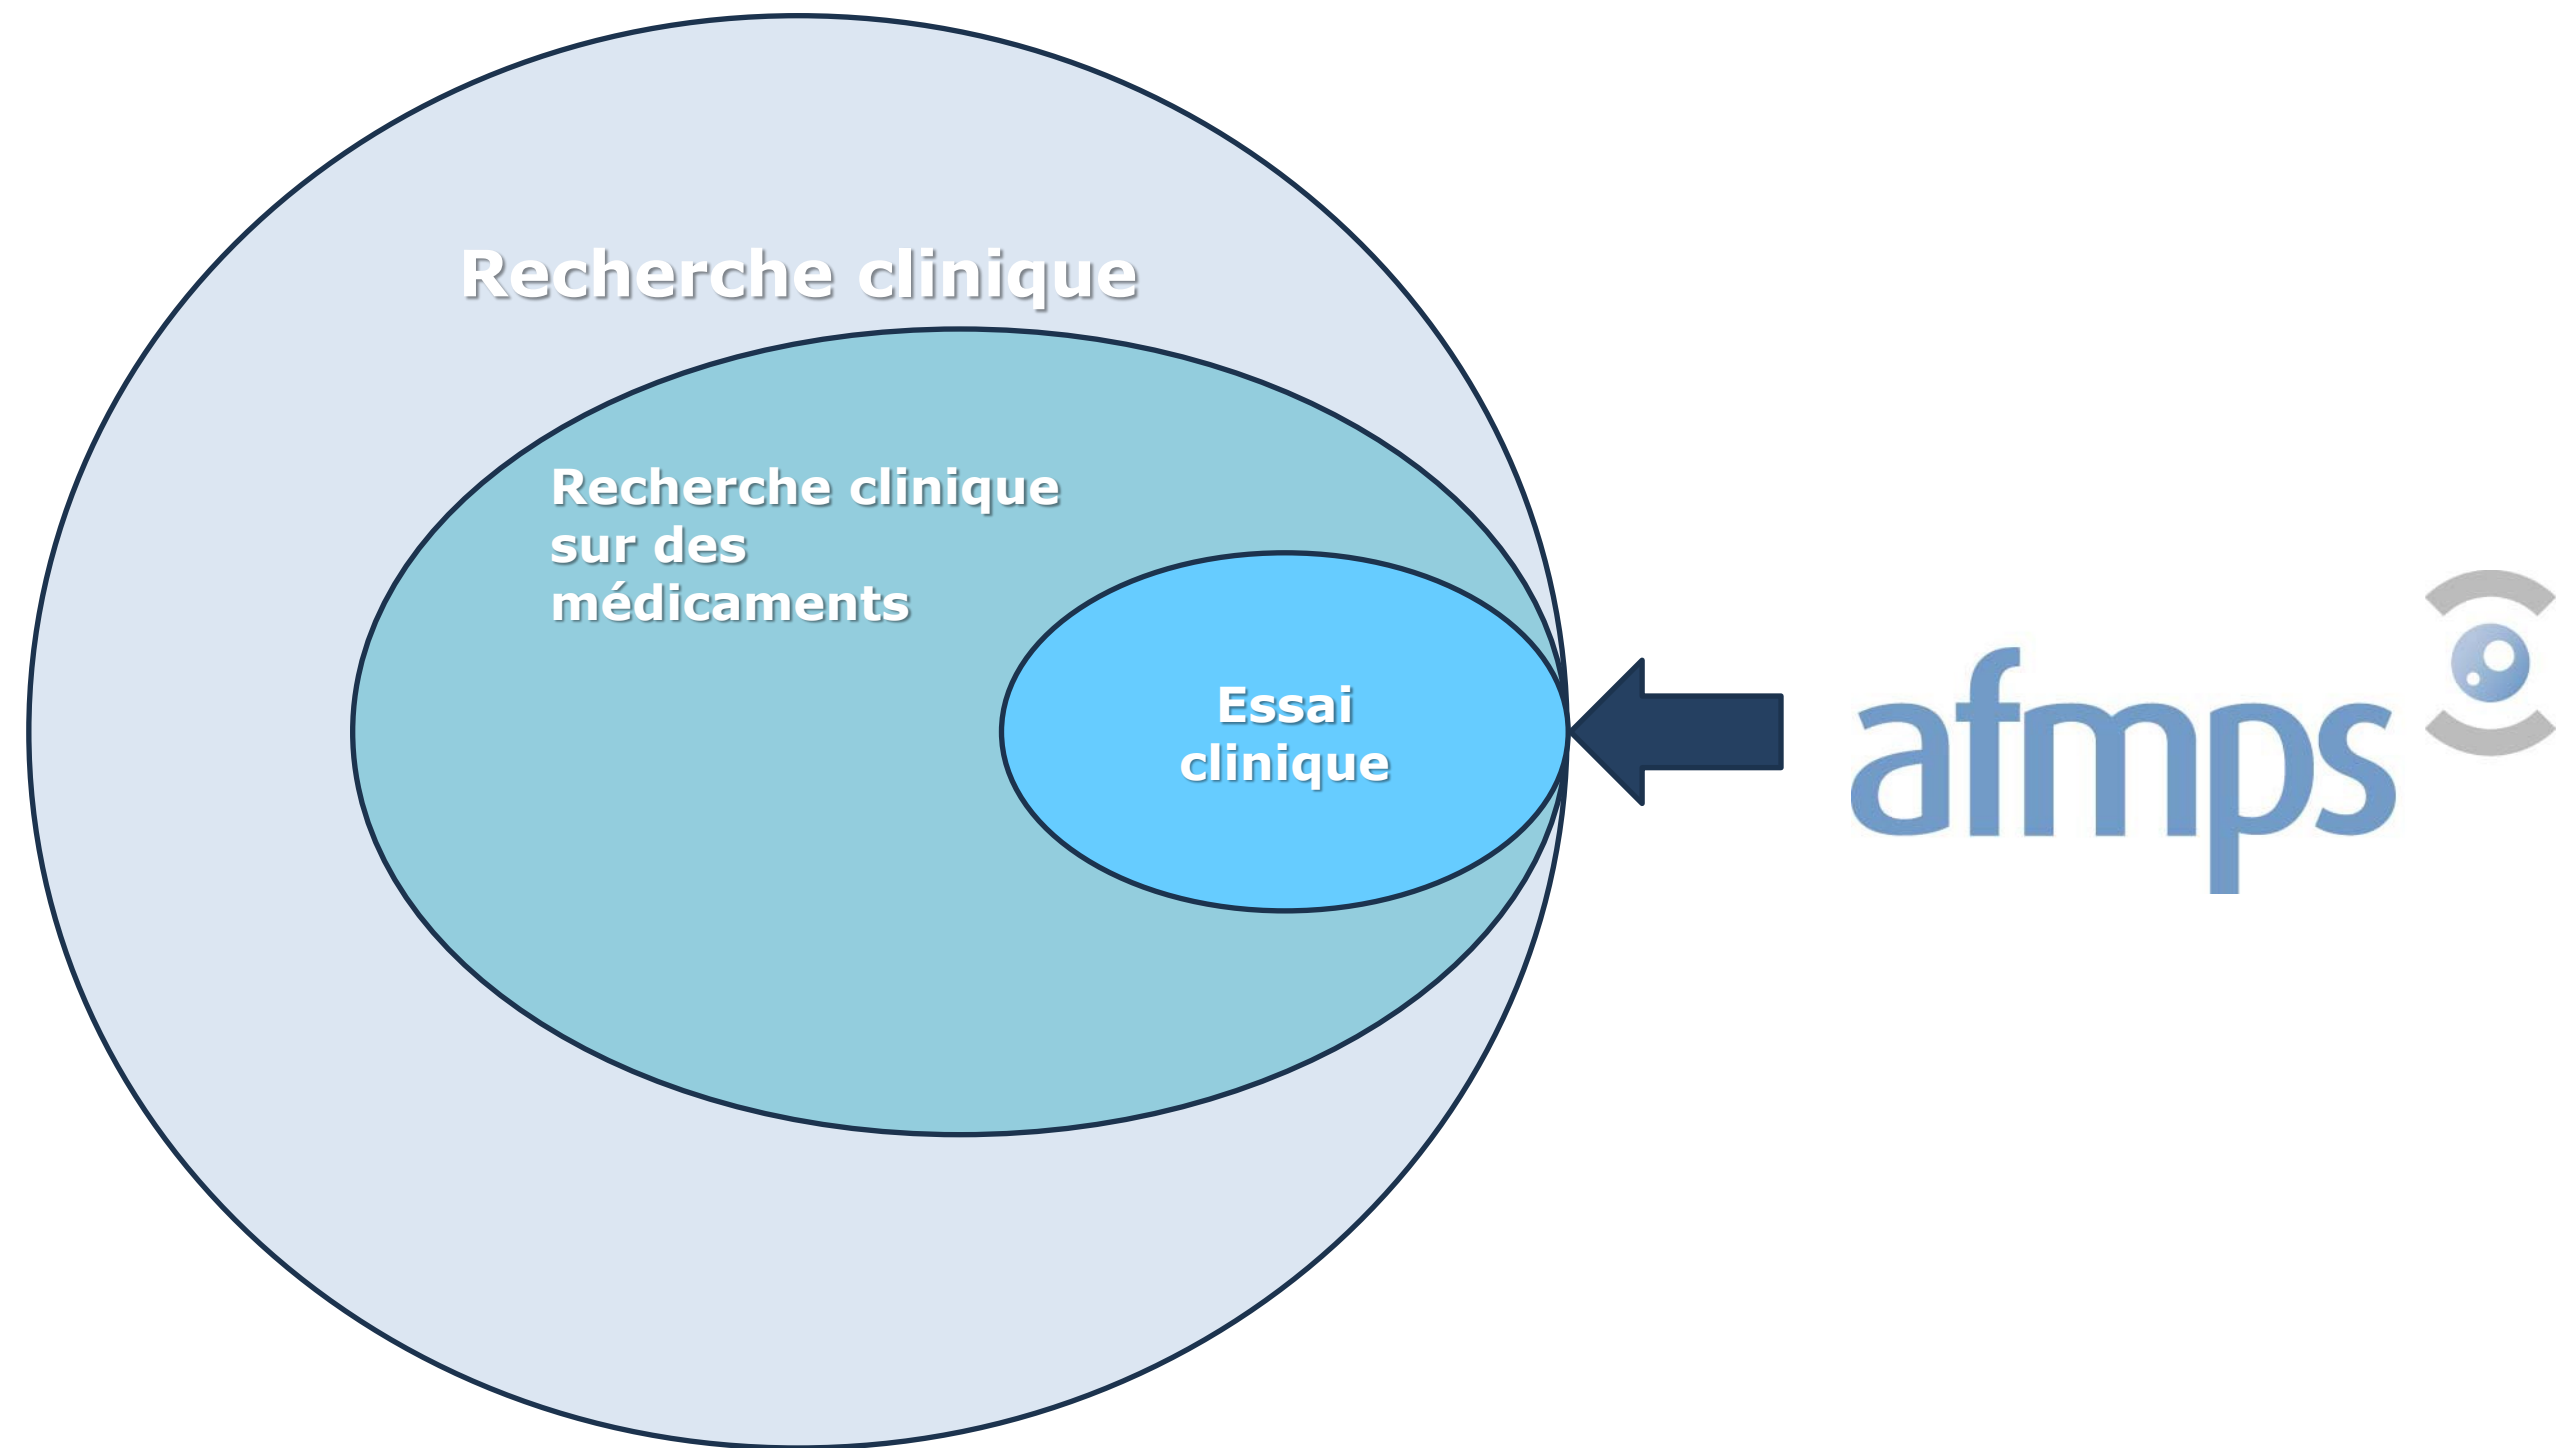 Recherche clinique
Recherche clinique
sur des
médicaments
Essai
clinique
afmps